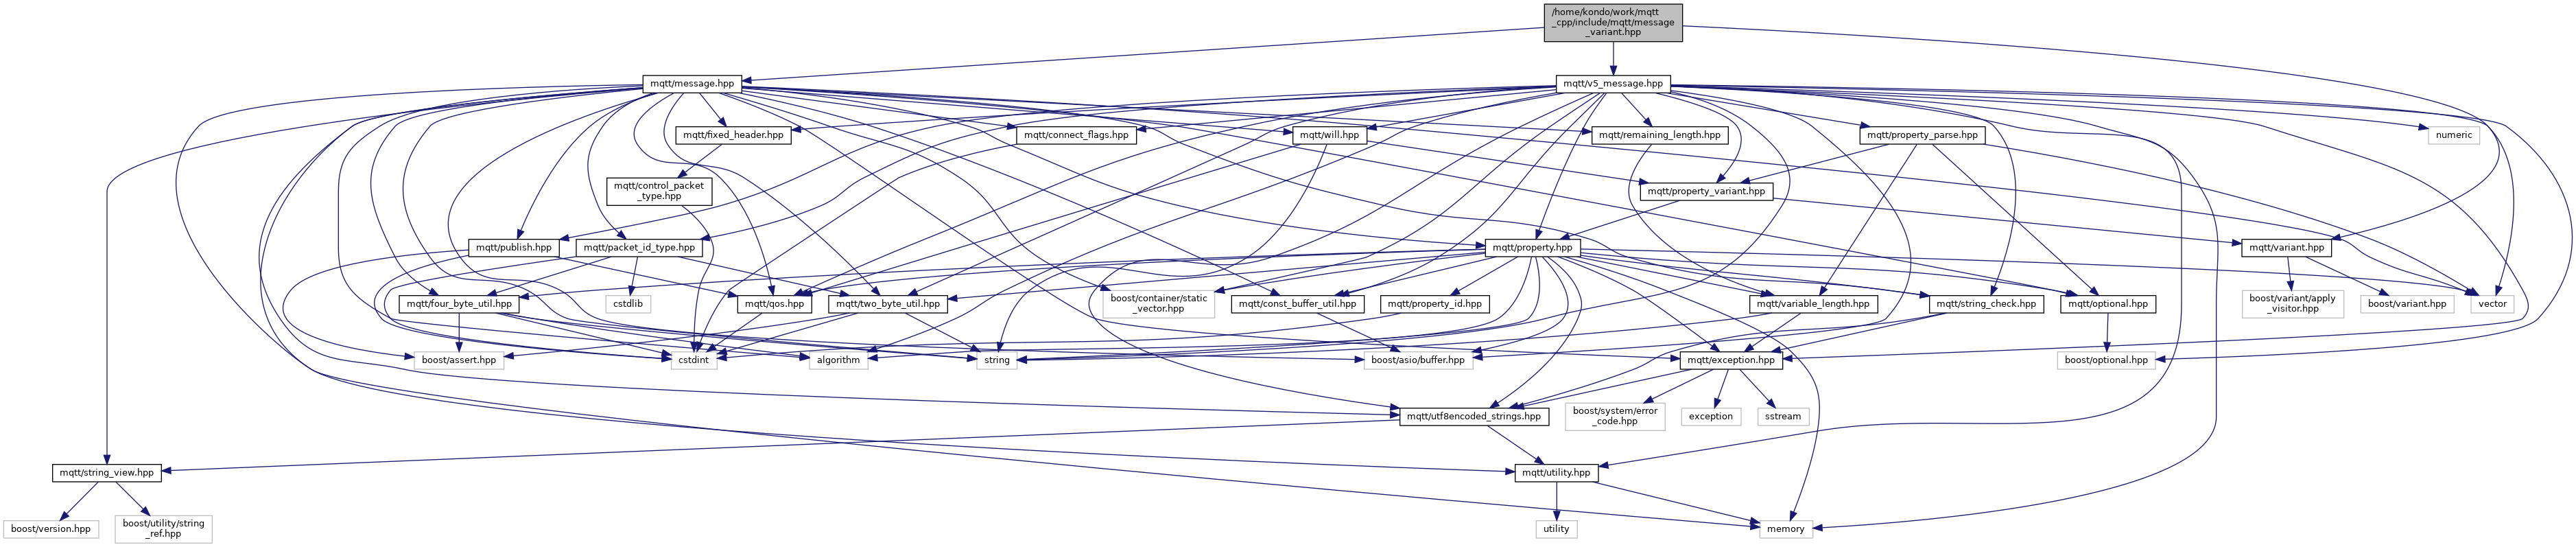 /home/kondo/work/mqtt
_cpp/include/mqtt/message
_variant.hpp
mqtt/message.hpp
mqtt/v5_message.hpp
mqtt/fixed_header.hpp
mqtt/connect_flags.hpp
mqtt/will.hpp
mqtt/remaining_length.hpp
mqtt/property_parse.hpp
numeric
mqtt/control_packet
_type.hpp
mqtt/property_variant.hpp
mqtt/publish.hpp
mqtt/packet_id_type.hpp
mqtt/property.hpp
mqtt/variant.hpp
mqtt/four_byte_util.hpp
cstdlib
mqtt/qos.hpp
mqtt/two_byte_util.hpp
boost/container/static
_vector.hpp
mqtt/const_buffer_util.hpp
mqtt/property_id.hpp
mqtt/variable_length.hpp
mqtt/string_check.hpp
mqtt/optional.hpp
boost/variant/apply
_visitor.hpp
boost/variant.hpp
vector
boost/assert.hpp
cstdint
algorithm
string
boost/asio/buffer.hpp
mqtt/exception.hpp
boost/optional.hpp
mqtt/utf8encoded_strings.hpp
boost/system/error
_code.hpp
exception
sstream
mqtt/string_view.hpp
mqtt/utility.hpp
boost/version.hpp
boost/utility/string
_ref.hpp
utility
memory